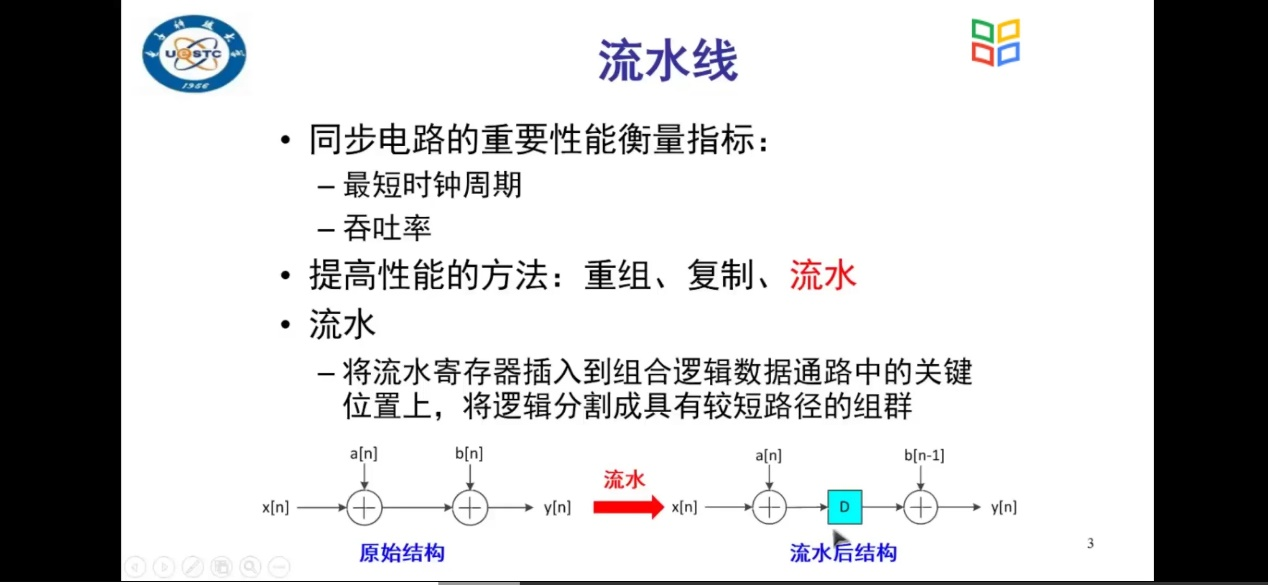 UESTC
1956
流水线
• 同步电路的重要性能衡量指标：
– 最短时钟周期
– 吞吐率
• 提高性能的方法：重组、复制、流水
• 流水
– 将流水寄存器插入到组合逻辑数据通路中的关键
位置上，将逻辑分割成具有较短路径的组群
a[n] b[n] 流水 a[n] b[n-1]
x[n] y[n] x[n] D y[n]
原始结构 流水后结构
3